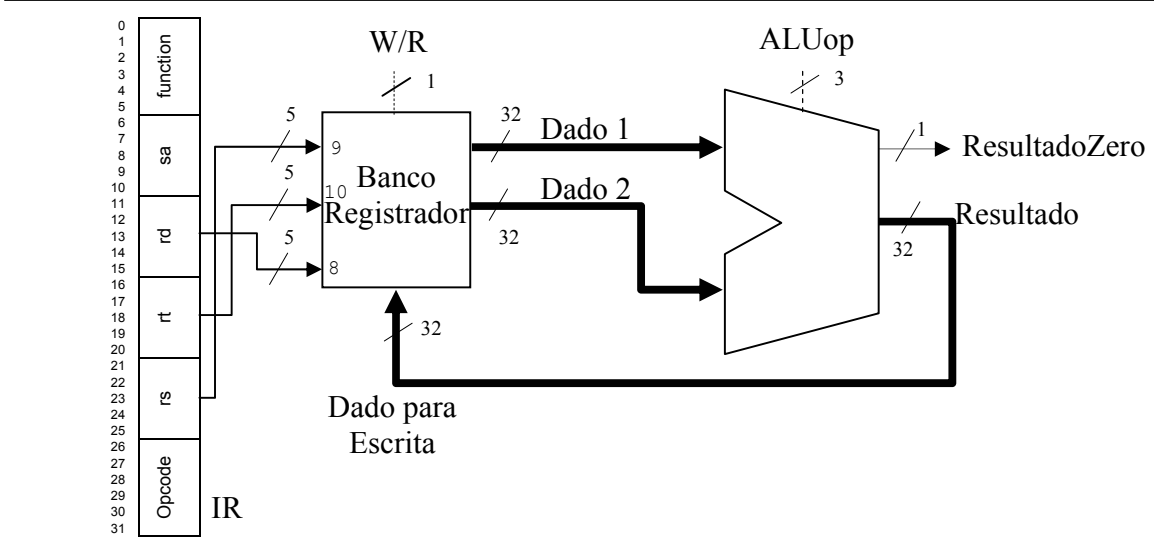 0
1
2
3
4
5
6
7
8
9
10
11
12
13
14
15
16
17
18
19
20
21
22
23
24
25
26
27
28
29
30
31
function
sa
rd
rt
rs
Opcode
IR
5
5
5
W/R
1
9
10
8
Banco
Registrador
32
Dado 1
Dado 2
32
32
Dado para
Escrita
ALUop
3
1
ResultadoZero
Resultado
32